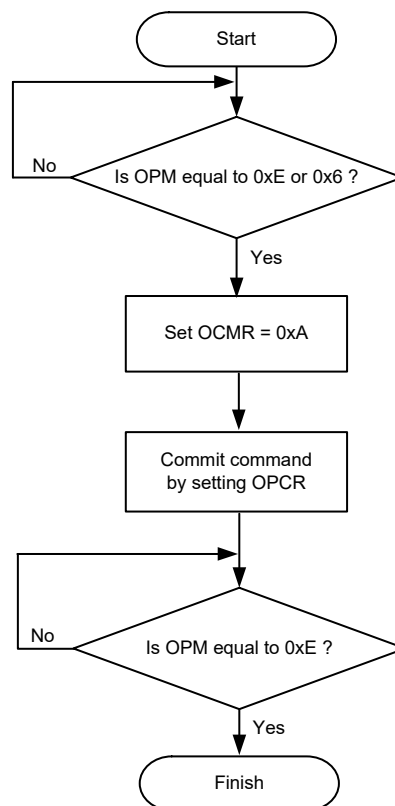 Start
Is OPM equal to 0xE or 0x6 ?
No
Yes
Set OCMR = 0xA
Commit command
by setting OPCR
Is OPM equal to 0xE ?
No
Yes
Finish